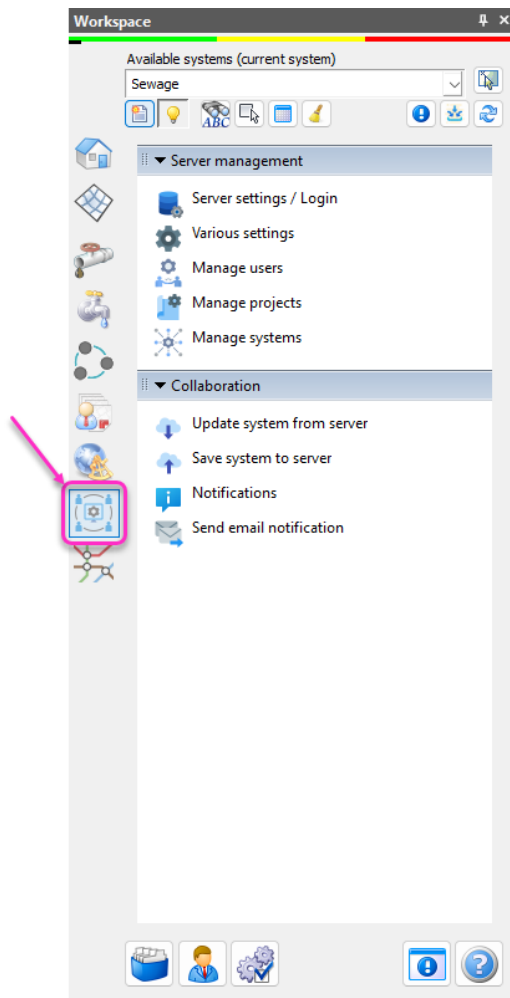 Workspace
Available systems (current system)
Sewage
ABC
Server management
Server settings / Login
Various settings
Manage users
Manage projects
Manage systems
Collaboration
Update system from server
Save system to server
Notifications
Send email notification